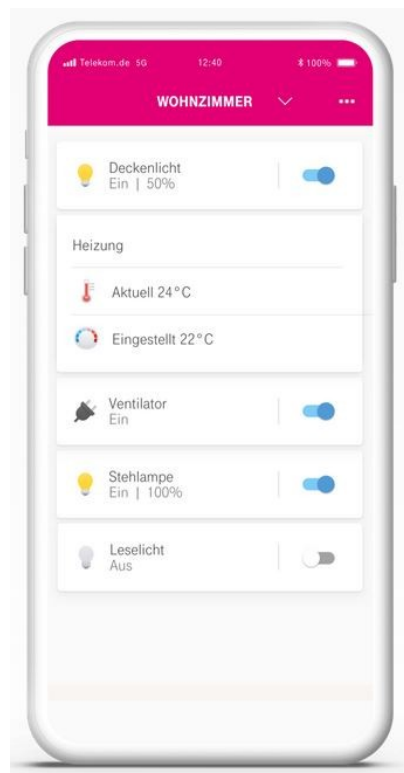 Telekom.de 5G 12:40 100%
WOHNZIMMER
Deckenlicht
Ein | 50%
Heizung
Aktuell 24°C
Eingestellt 22°C
Ventilator
Ein
Stehlampe
Ein | 100%
Leselicht
Aus